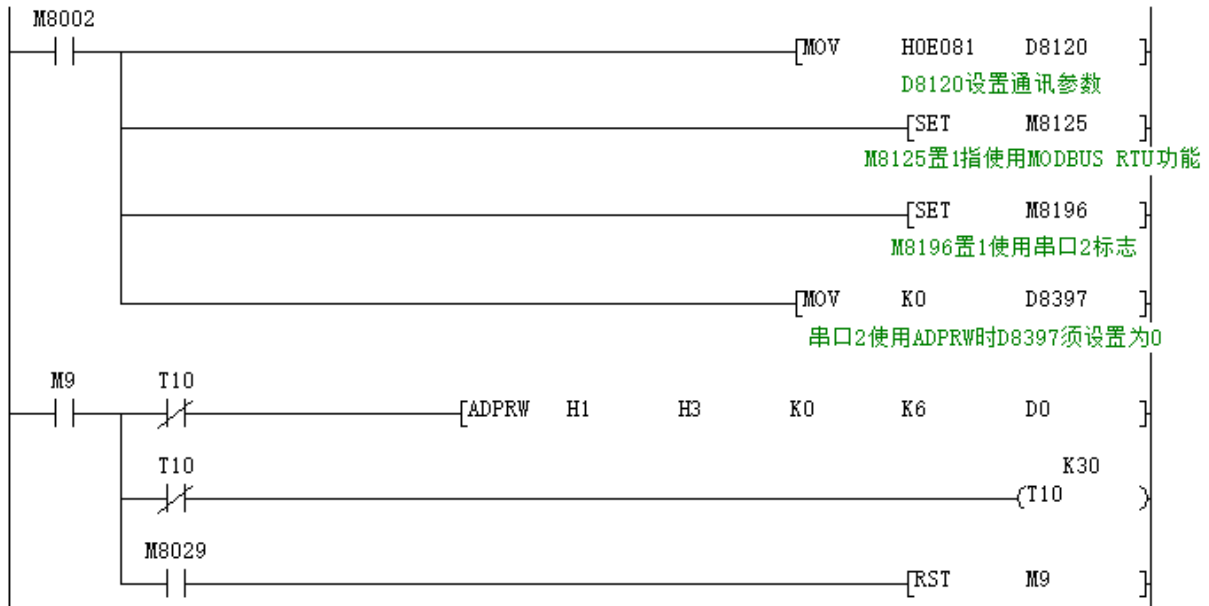 M8002
MOV H0E081 D8120
D8120设置通讯参数
SET M8125
M8125置1指使用MODBUS RTU功能
SET M8196
M8196置1使用串口2标志
MOV K0 D8397
串口2使用ADPRW时D8397须设置为0
M9 T10
ADPRW H1 H3 K0 K6 D0
T10 K30
T10
M8029
RST M9